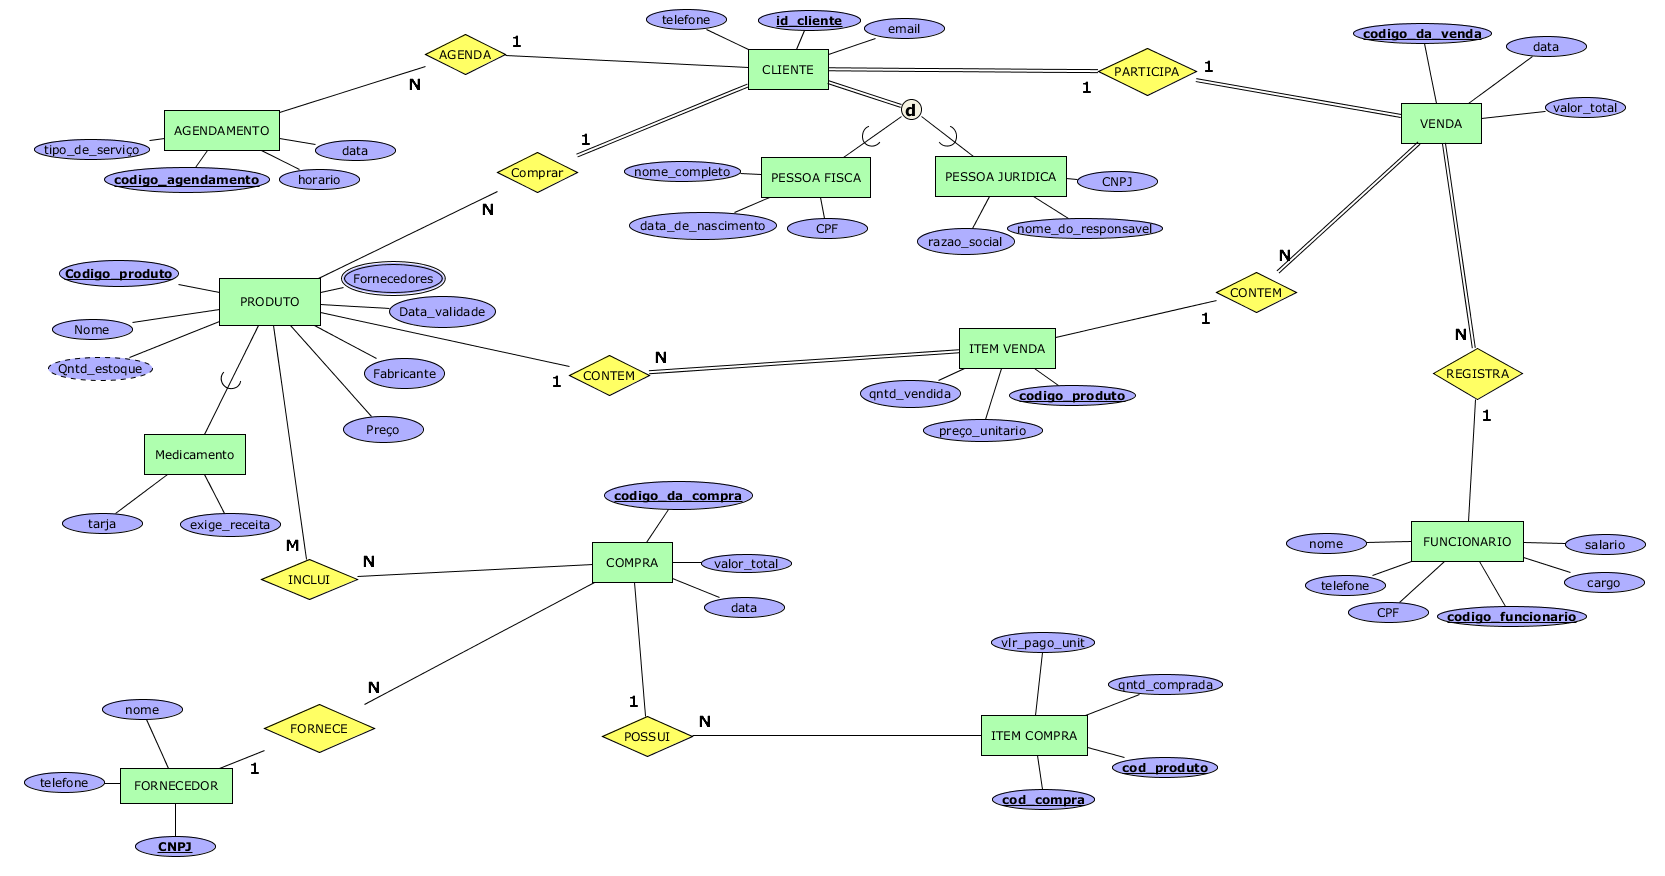 telefone
id_cliente
email
codigo_da_venda
data
valor_total
AGENDA
1
N
CLIENTE
PARTICIPA
1
1
VENDA
AGENDAMENTO
tipo_de_serviço
codigo_agendamento
horario
data
d
1
Comprar
N
nome_completo
PESSOA FISCA
data_de_nascimento
CPF
PESSOA JURIDICA
CNPJ
razao_social
nome_do_responsavel
N
CONTEM
1
Codigo_produto
Fornecedores
PRODUTO
Data_validade
Nome
Qntd_estoque
Fabricante
Preço
1
CONTEM
N
ITEM VENDA
qntd_vendida
preço_unitario
codigo_produto
N
REGISTRA
1
Medicamento
tarja
exige_receita
M
INCLUI
N
codigo_da_compra
COMPRA
valor_total
data
nome
FUNCIONARIO
salario
telefone
cargo
CPF
codigo_funcionario
N
FORNECE
1
1
POSSUI
N
vlr_pago_unit
qntd_comprada
ITEM COMPRA
cod_produto
cod_compra
nome
telefone
FORNECEDOR
CNPJ